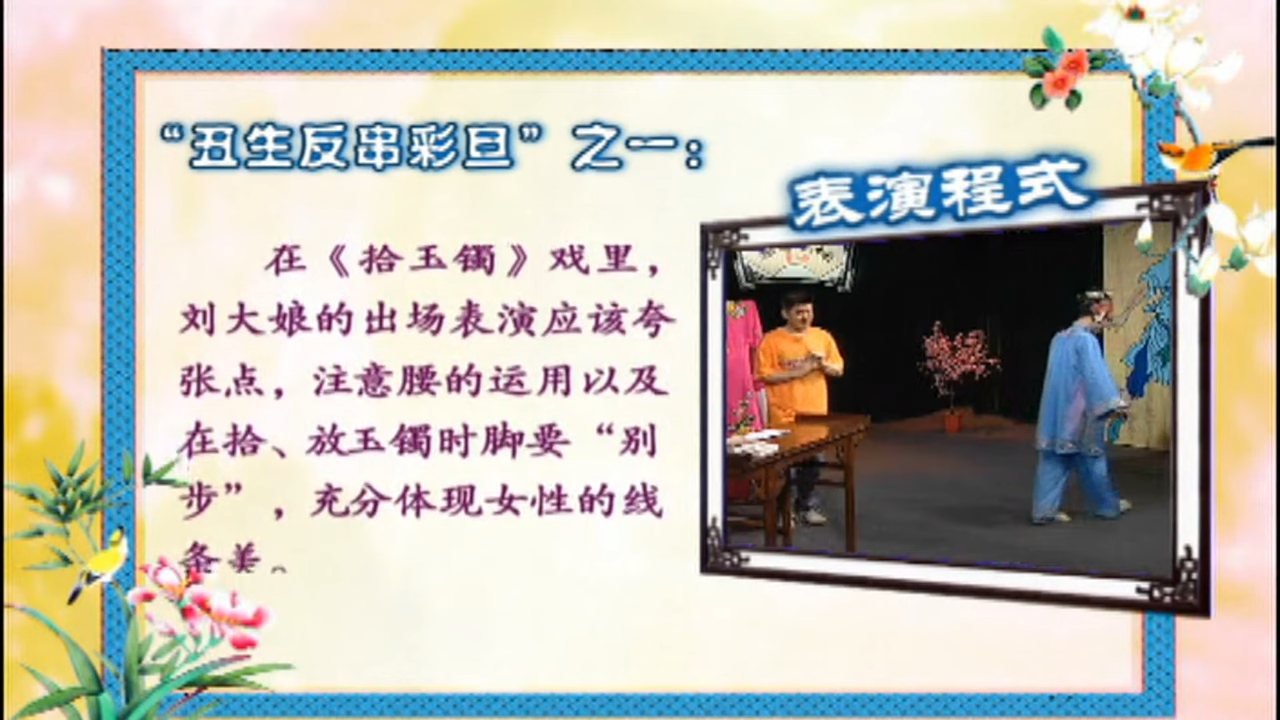 “丑生反串彩旦”之一：
表演程式
在《拾玉镯》戏里，
刘大娘的出场表演应该夸
张点，注意腰的运用以及
在拾、放玉镯时脚要“别
步”，充分体现女性的线
条美。